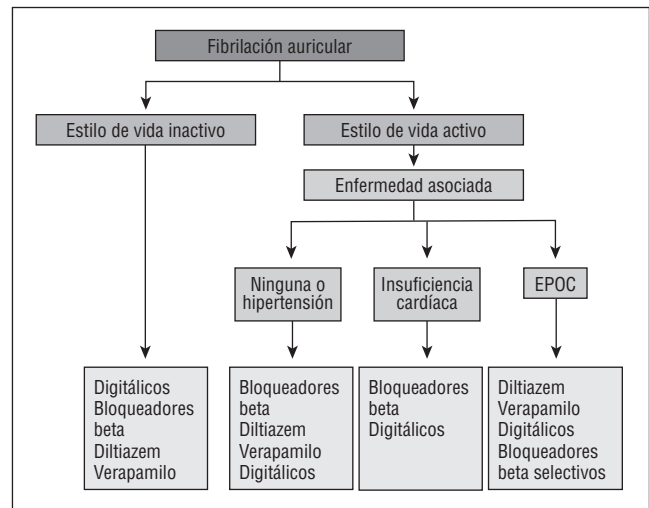 Fibrilación auricular
Estilo de vida inactivo
Estilo de vida activo
Enfermedad asociada
Ninguna o
hipertensión
Insuficiencia
cardíaca
EPOC
Digitálicos
Bloqueadores
beta
Diltiazem
Verapamilo
Bloqueadores
beta
Diltiazem
Verapamilo
Digitálicos
Bloqueadores
beta
Digitálicos
Diltiazem
Verapamilo
Digitálicos
Bloqueadores
beta selectivos